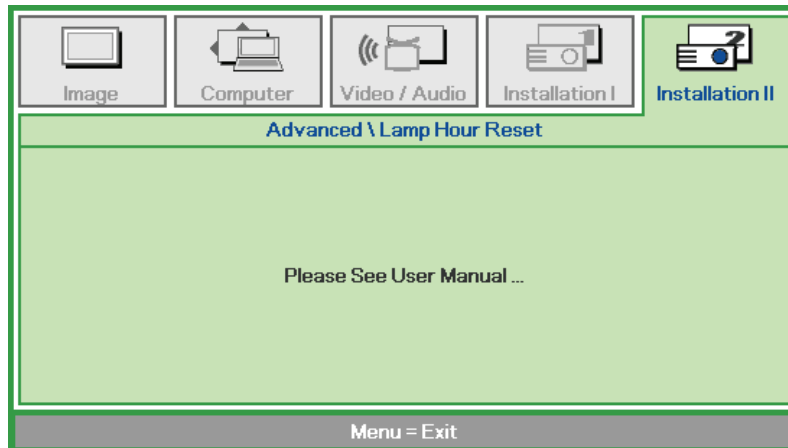 Image
Computer
Video / Audio
Installation I
Installation II
Advanced \ Lamp Hour Reset
Please See User Manual ...
Menu = Exit